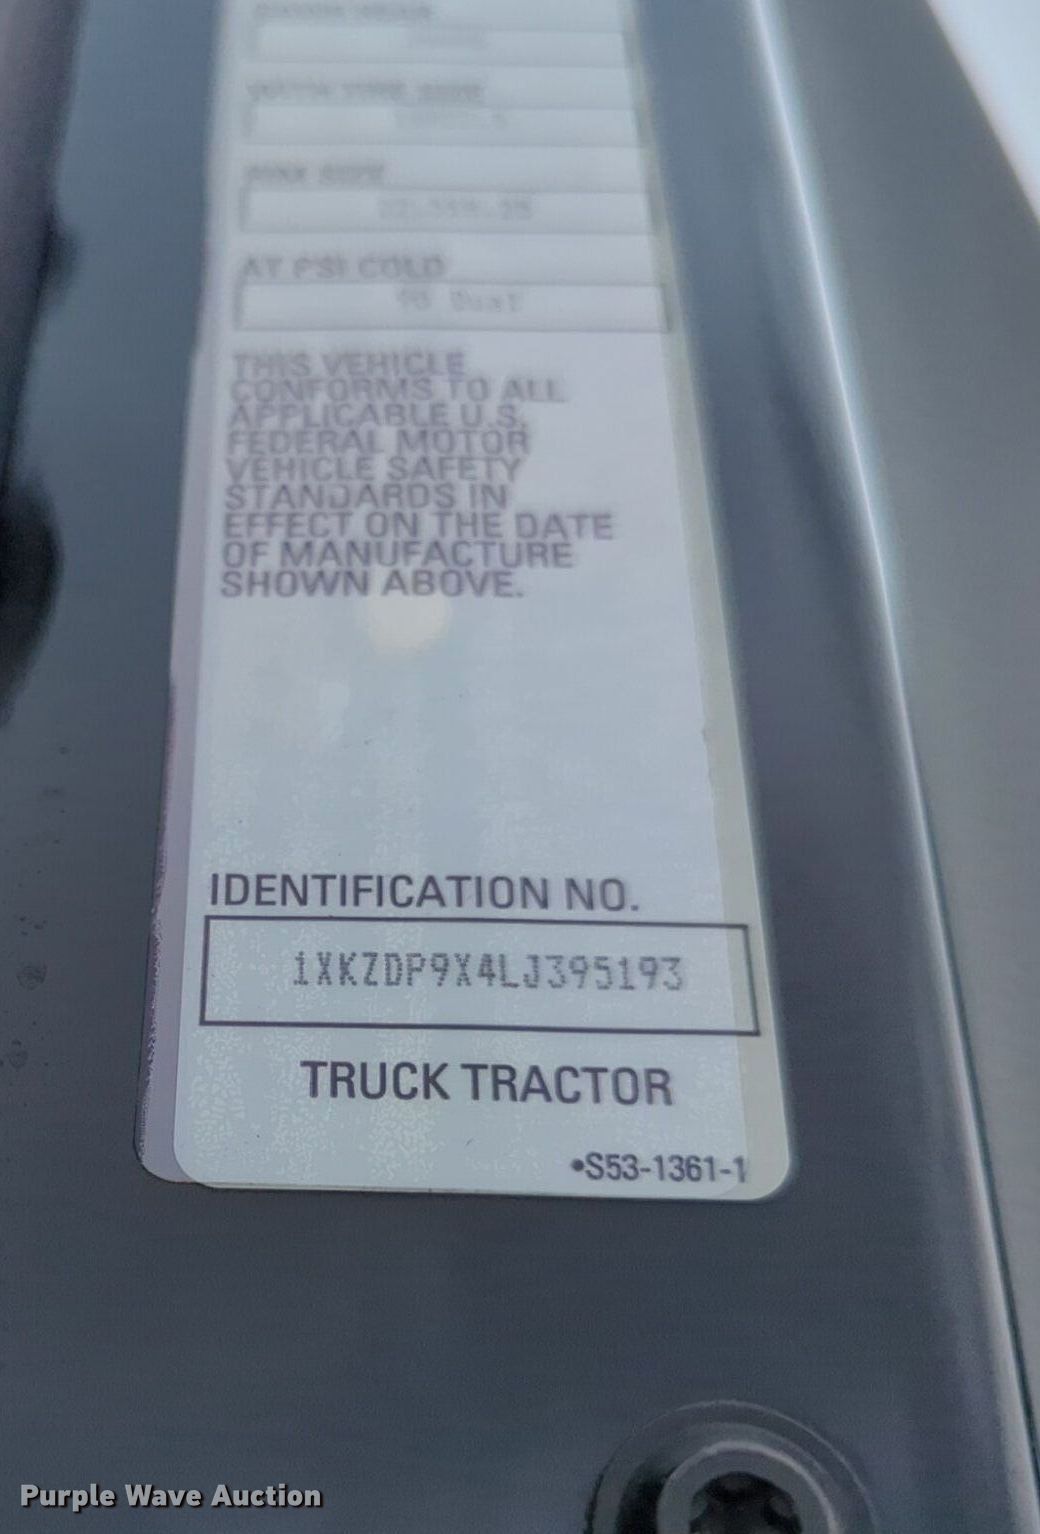 AT PSI COLD
THIS VEHICLE
CONFORMS TO ALL
APPLICABLE U.S.
FEDERAL MOTOR
VEHICLE SAFETY
STANDARDS IN
EFFECT ON THE DATE
OF MANUFACTURE
SHOWN ABOVE.
IDENTIFICATION NO.
1XKZDP9X4LJ395193
TRUCK TRACTOR
•S53-1361-1
Purple Wave Auction